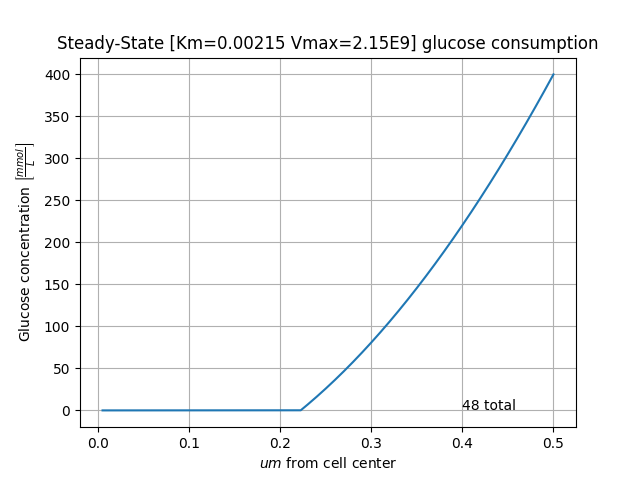 Steady-State [Km=0.00215 Vmax=2.15E9] glucose consumption
Glucose concentration [mmol/L]
400
350
300
250
200
150
100
50
0
48 total
0.0 0.1 0.2 0.3 0.4 0.5
um from cell center